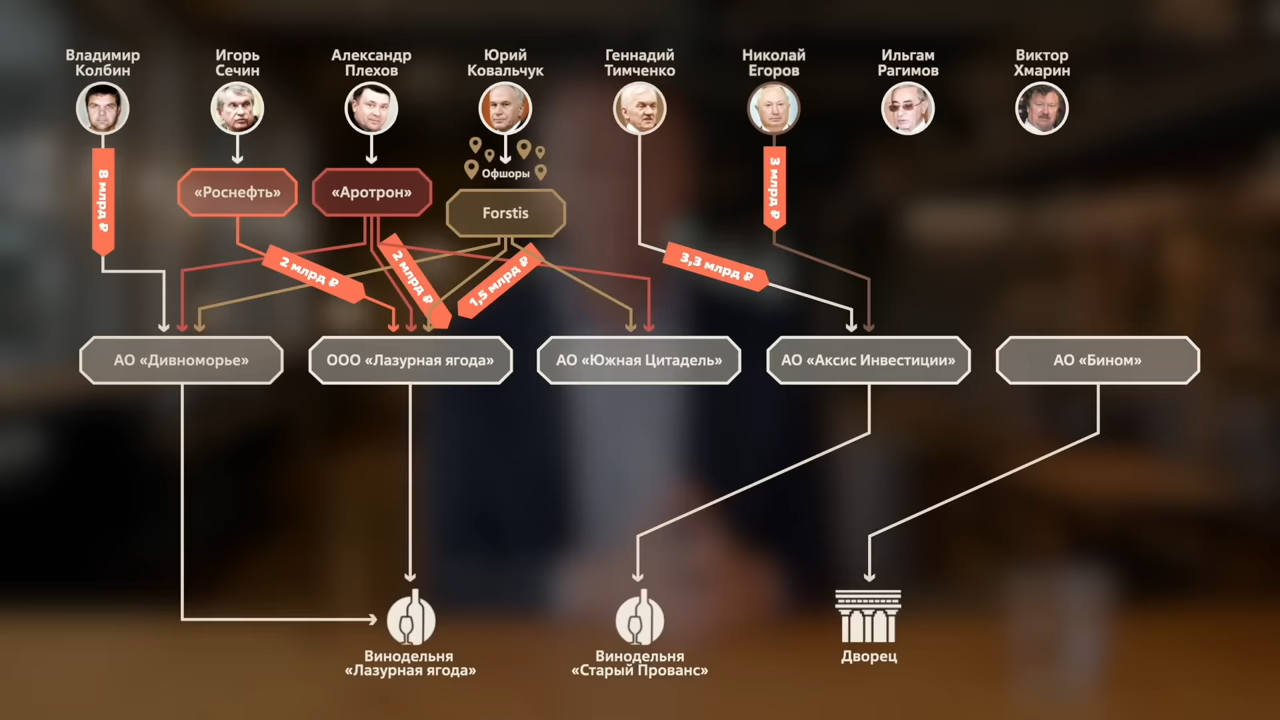 Владимир
Колбин
Игорь
Сечин
Александр
Плехов
Юрий
Ковальчук
Геннадий
Тимченко
Николай
Егоров
Ильгам
Рагимов
Виктор
Хмарин
8 млрд ₽
«Роснефть»
«Аротрон»
Офшоры
Forstis
3 млрд ₽
2 млрд ₽
2 млрд ₽
1,5 млрд ₽
3,3 млрд ₽
АО «Дивноморье»
ООО «Лазурная ягода»
АО «Южная Цитадель»
АО «Аксис Инвестиции»
АО «Бином»
Винодельня
«Лазурная ягода»
Винодельня
«Старый Прованс»
Дворец